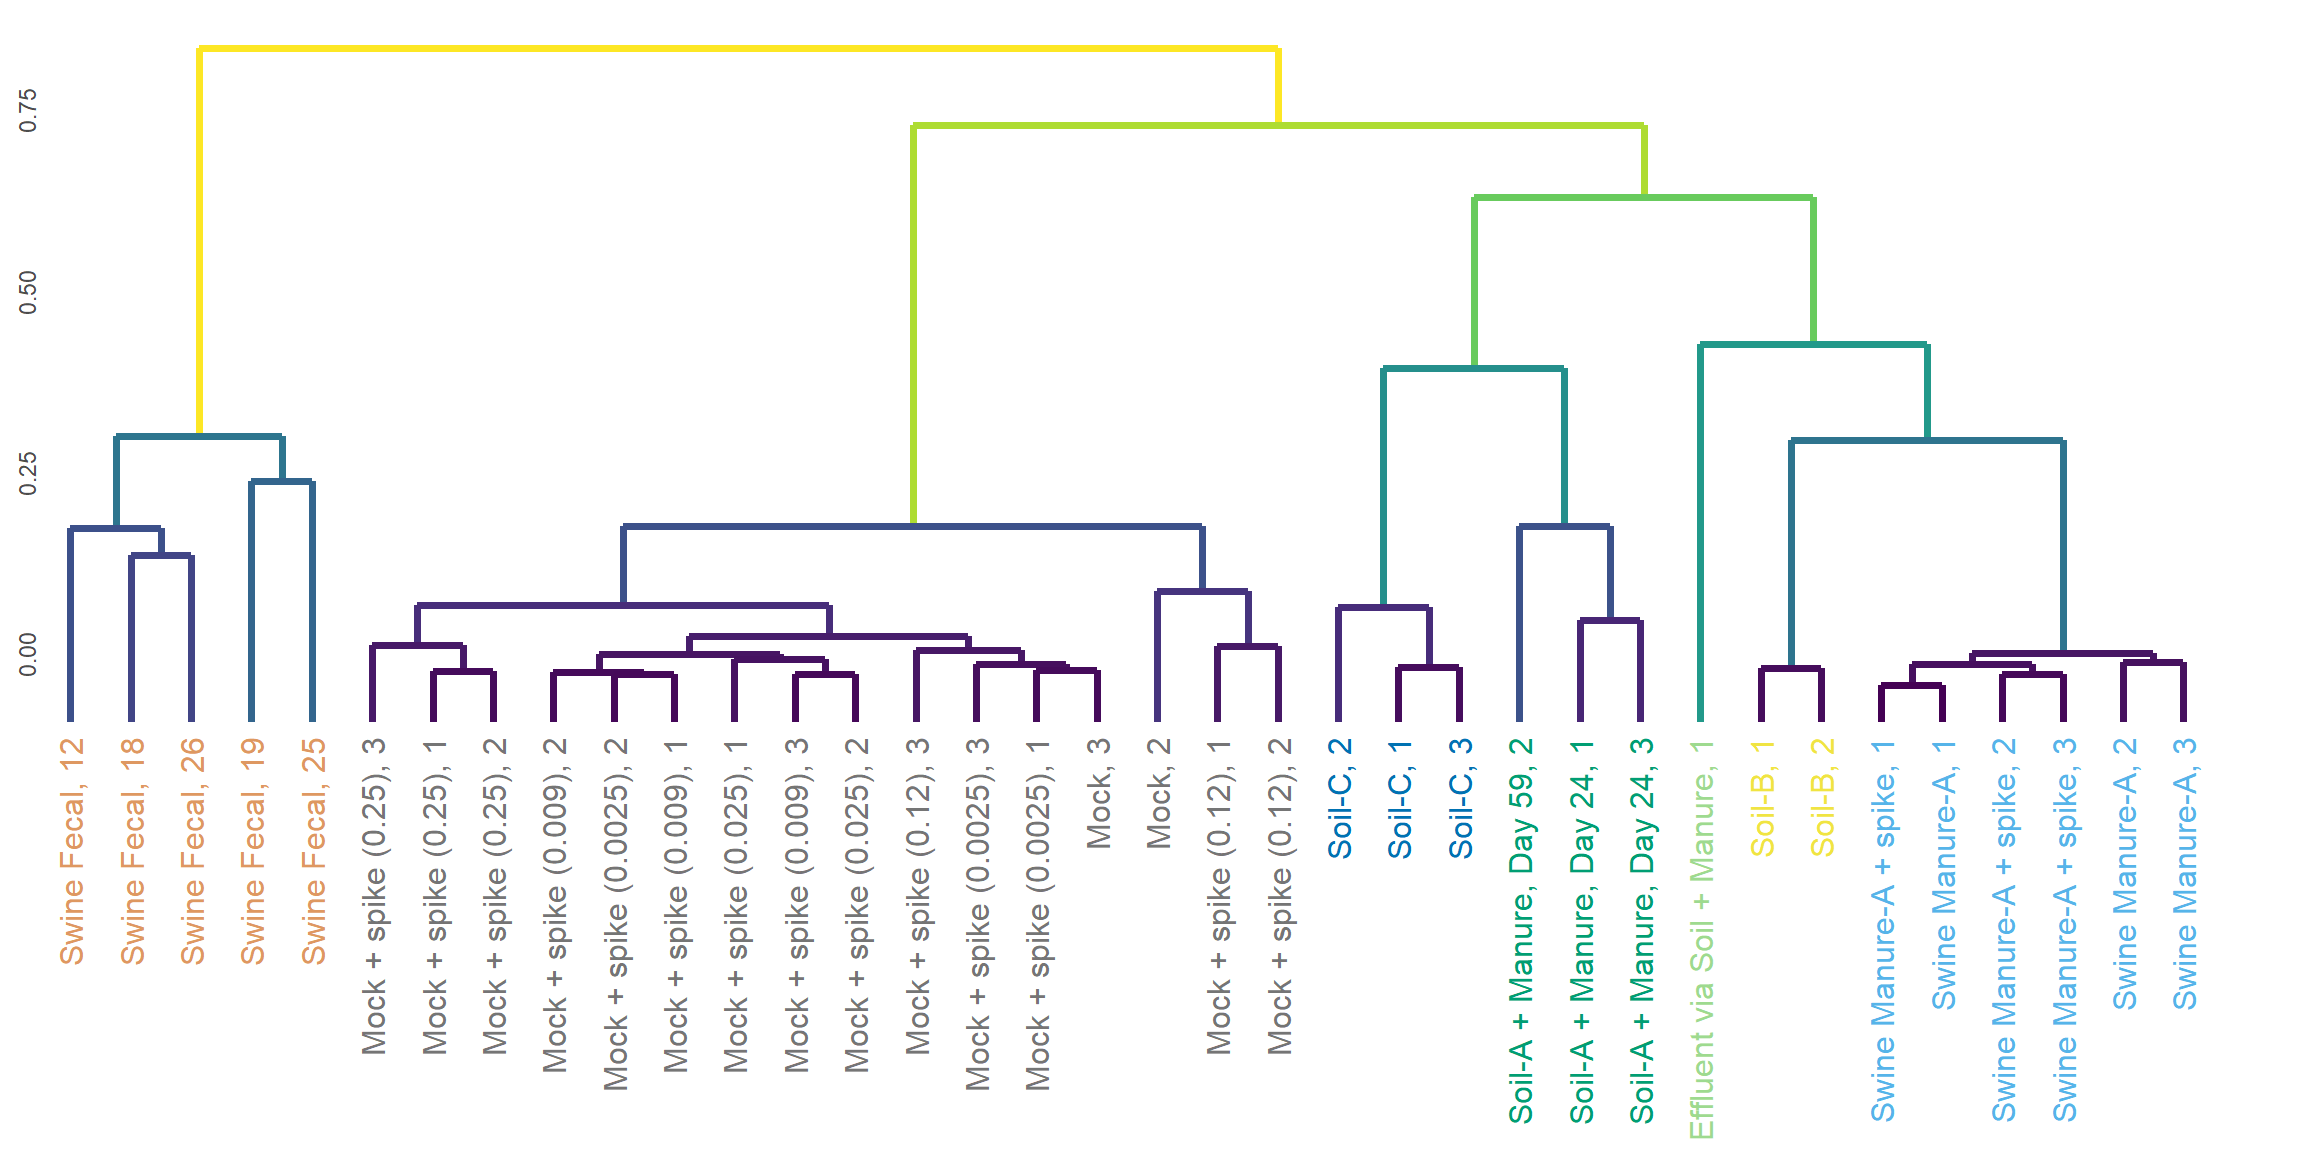 0.75
0.50
0.25
0.00
Swine Fecal, 12
Swine Fecal, 18
Swine Fecal, 26
Swine Fecal, 19
Swine Fecal, 25
Mock + spike (0.25), 3
Mock + spike (0.25), 1
Mock + spike (0.25), 2
Mock + spike (0.009), 2
Mock + spike (0.0025), 2
Mock + spike (0.009), 1
Mock + spike (0.025), 1
Mock + spike (0.009), 3
Mock + spike (0.025), 2
Mock + spike (0.12), 3
Mock + spike (0.0025), 3
Mock + spike (0.0025), 1
Mock, 3
Mock, 2
Mock + spike (0.12), 1
Mock + spike (0.12), 2
Soil-C, 2
Soil-C, 1
Soil-C, 3
Soil-A + Manure, Day 59, 2
Soil-A + Manure, Day 24, 1
Soil-A + Manure, Day 24, 3
Effluent via Soil + Manure, 1
Soil-B, 1
Soil-B, 2
Swine Manure-A + spike, 1
Swine Manure-A, 1
Swine Manure-A + spike, 2
Swine Manure-A + spike, 3
Swine Manure-A, 2
Swine Manure-A, 3